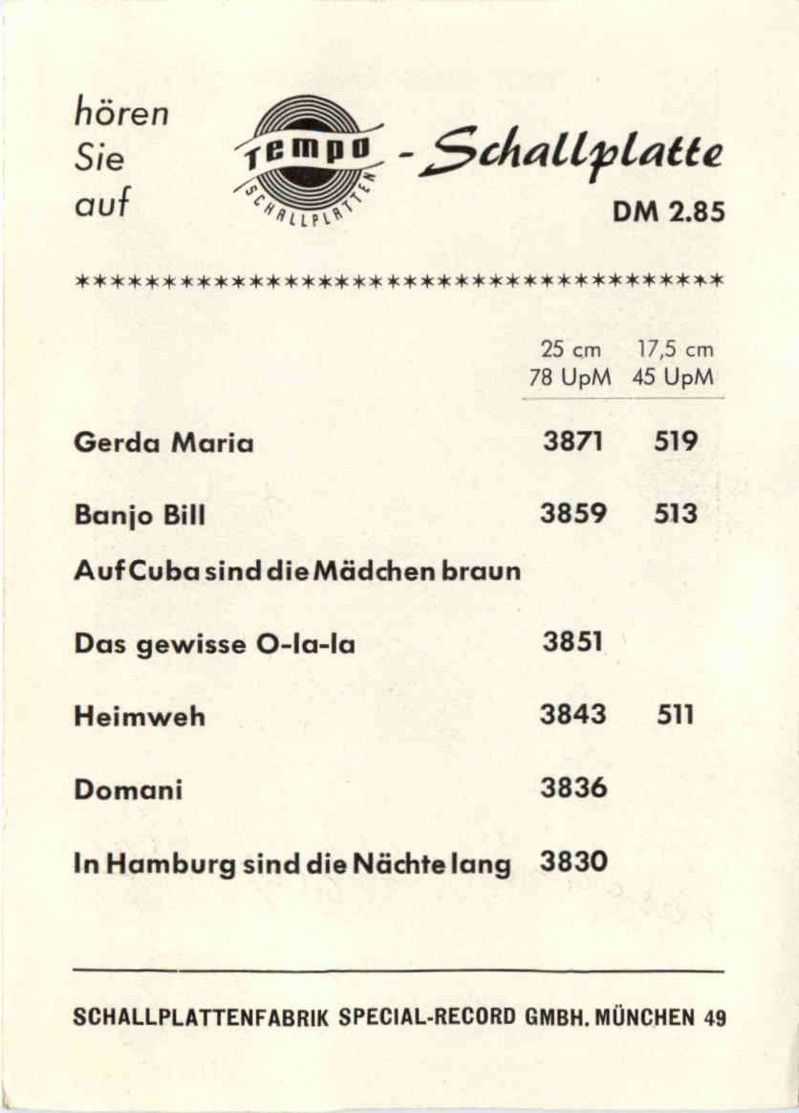 hören
Sie
auf
Tempo
SCHALLPLATTEN
-Schallplatte
DM 2.85
*************************************
25 cm 17,5 cm
78 UpM 45 UpM
Gerda Maria 3871 519
Banjo Bill 3859 513
Auf Cuba sind die Mädchen braun
Das gewisse O-la-la 3851
Heimweh 3843 511
Domani 3836
In Hamburg sind die Nächte lang 3830
SCHALLPLATTENFABRIK SPECIAL-RECORD GMBH. MÜNCHEN 49